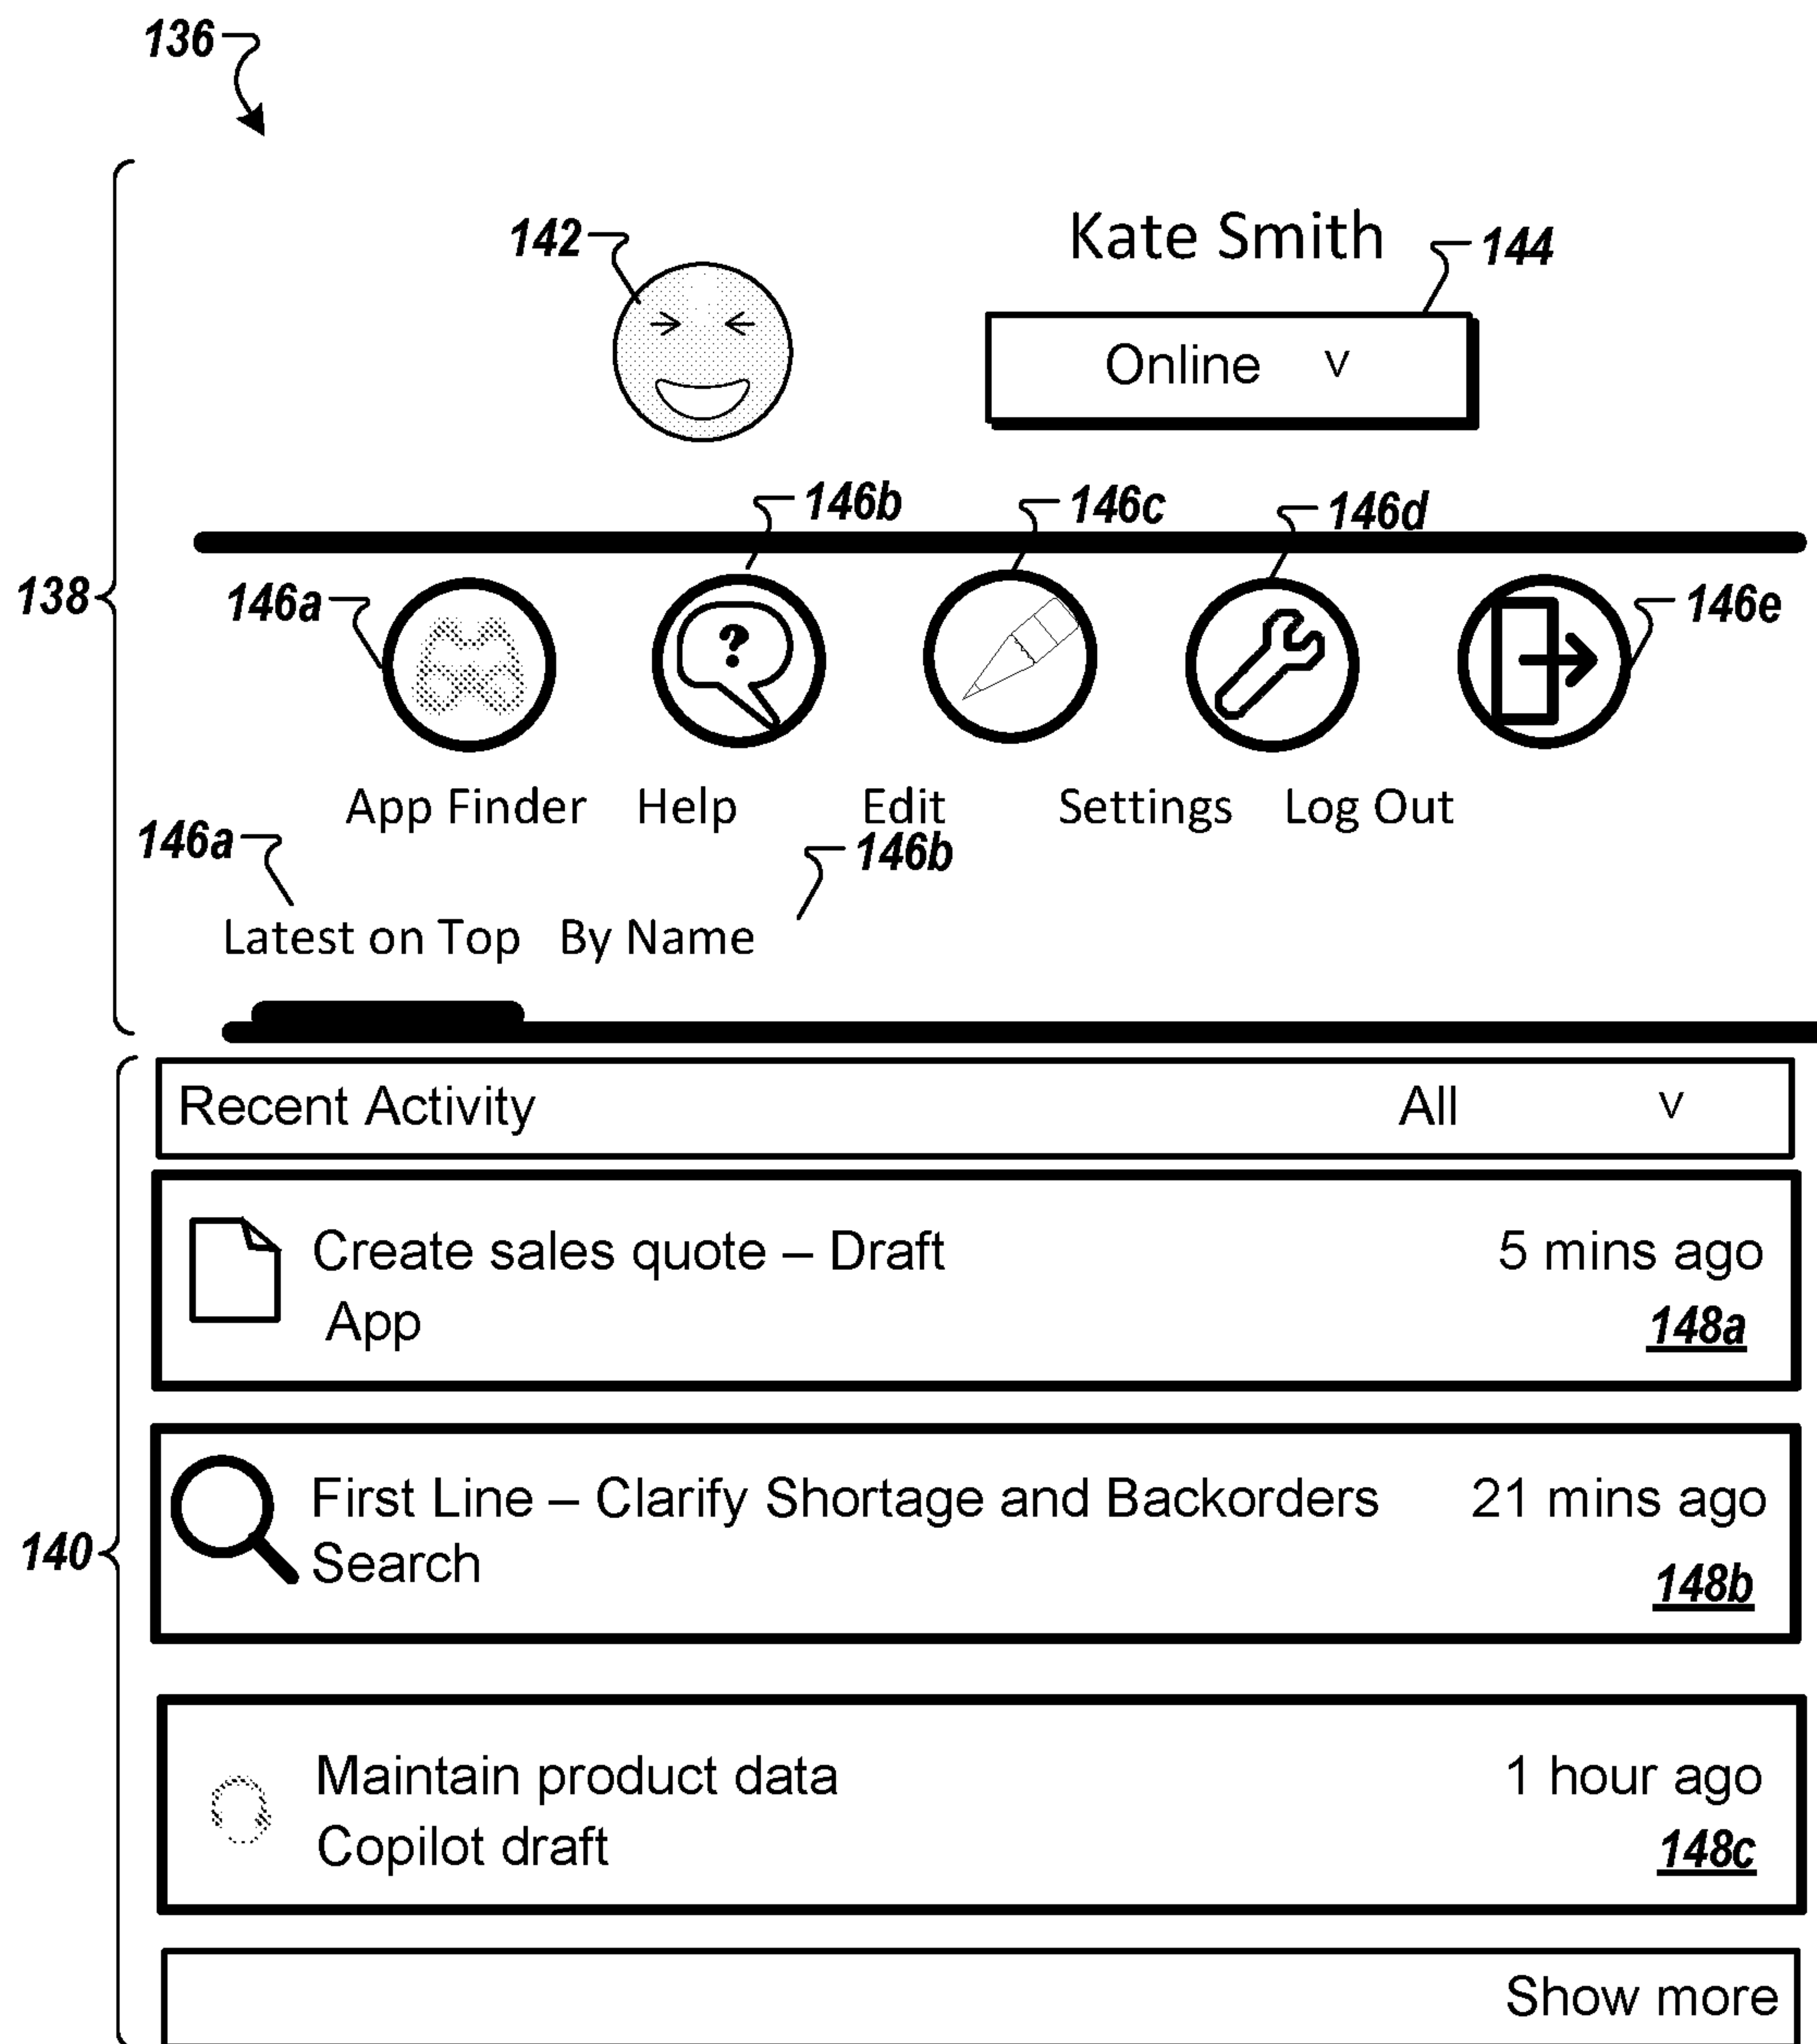 136
142
Kate Smith
144
Online v
146b
146c
146d
138
146a
?
146e
App Finder Help Edit Settings Log Out
146a
146b
Latest on Top By Name
Recent Activity All v
Create sales quote – Draft 5 mins ago
App
148a
First Line – Clarify Shortage and Backorders 21 mins ago
140
Search
148b
Maintain product data 1 hour ago
Copilot draft
148c
Show more